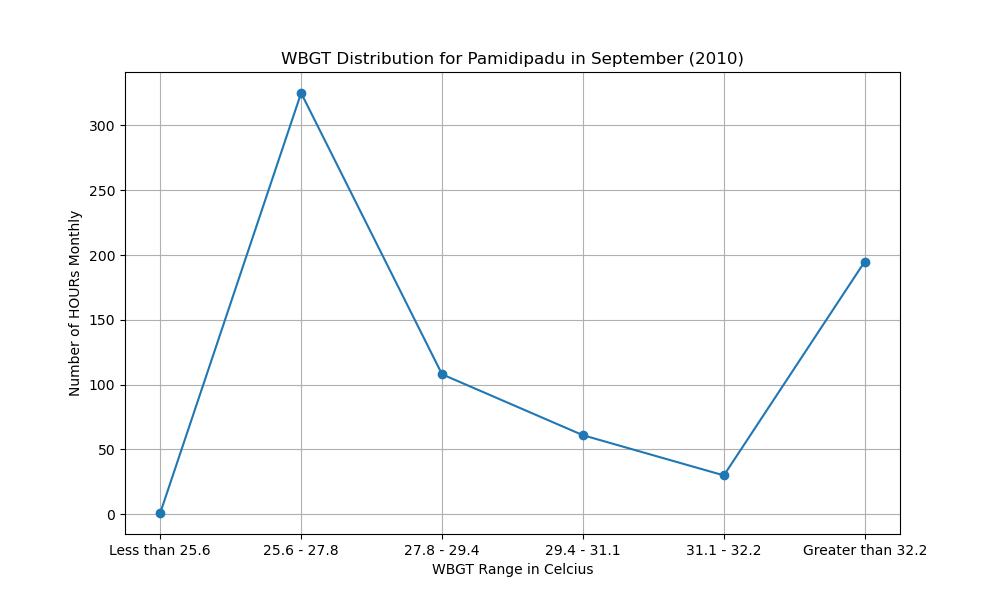 WBGT Distribution for Pamidipadu in September (2010)
Number of HOURs Monthly
300
250
200
150
100
50
0
Less than 25.6
25.6 - 27.8
27.8 - 29.4
29.4 - 31.1
31.1 - 32.2
Greater than 32.2
WBGT Range in Celcius